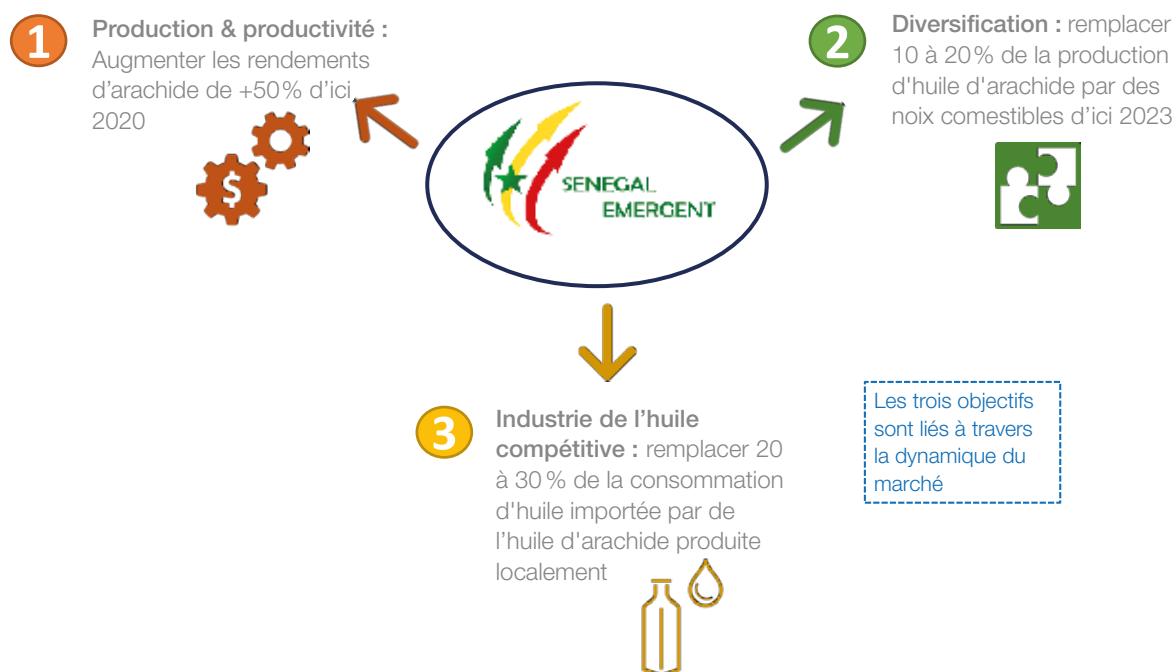 1
Production & productivité :
Augmenter les rendements
d’arachide de +50% d’ici
2020
$
2
Diversification : remplacer
10 à 20% de la production
d'huile d'arachide par des
noix comestibles d’ici 2023
SENEGAL
EMERGENT
3
Industrie de l’huile
compétitive : remplacer 20
à 30% de la consommation
d'huile importée par de
l’huile d'arachide produite
localement
Les trois objectifs
sont liés à travers
la dynamique du
marché